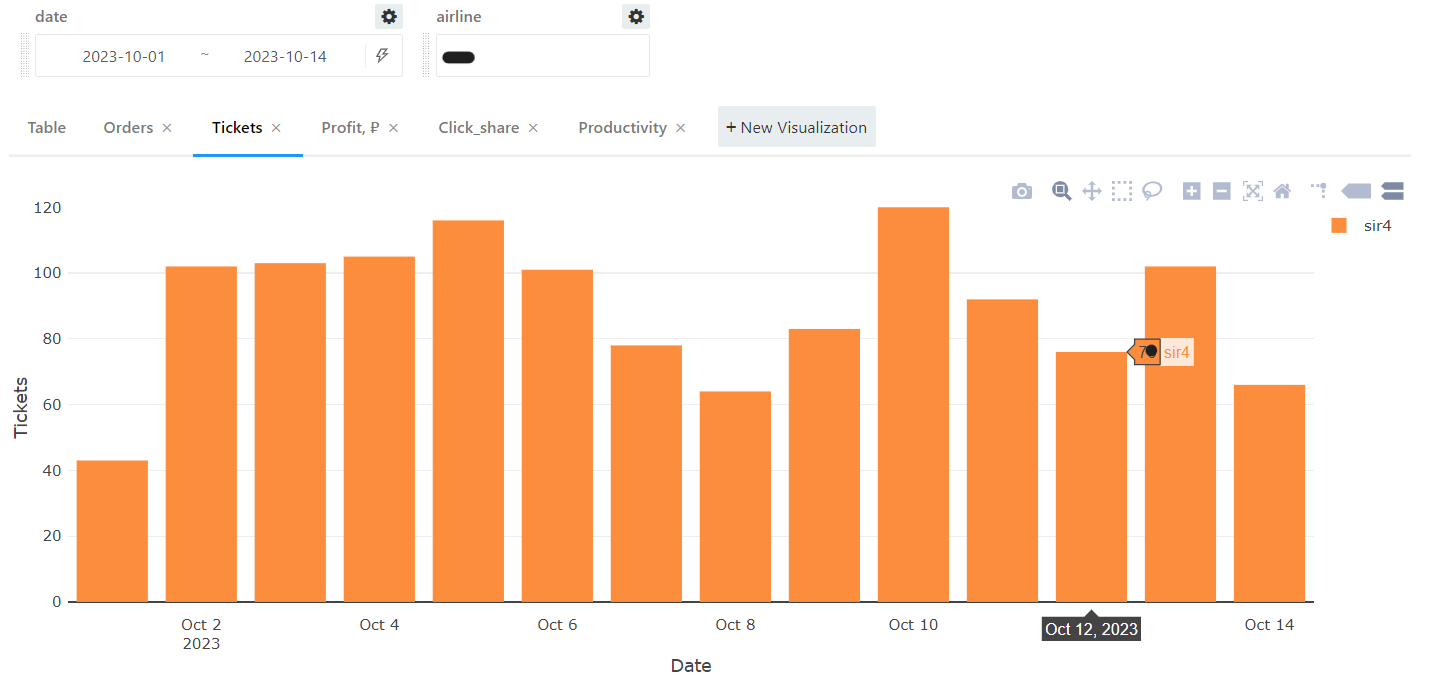 date
airline
2023-10-01 ~ 2023-10-14
Table Orders × Tickets × Profit, ₽ × Click_share × Productivity × + New Visualization
120
sir4
100
80
sir4
60
Tickets
40
20
0
Oct 2 Oct 4 Oct 6 Oct 8 Oct 10 Oct 12, 2023 Oct 14
2023
Date